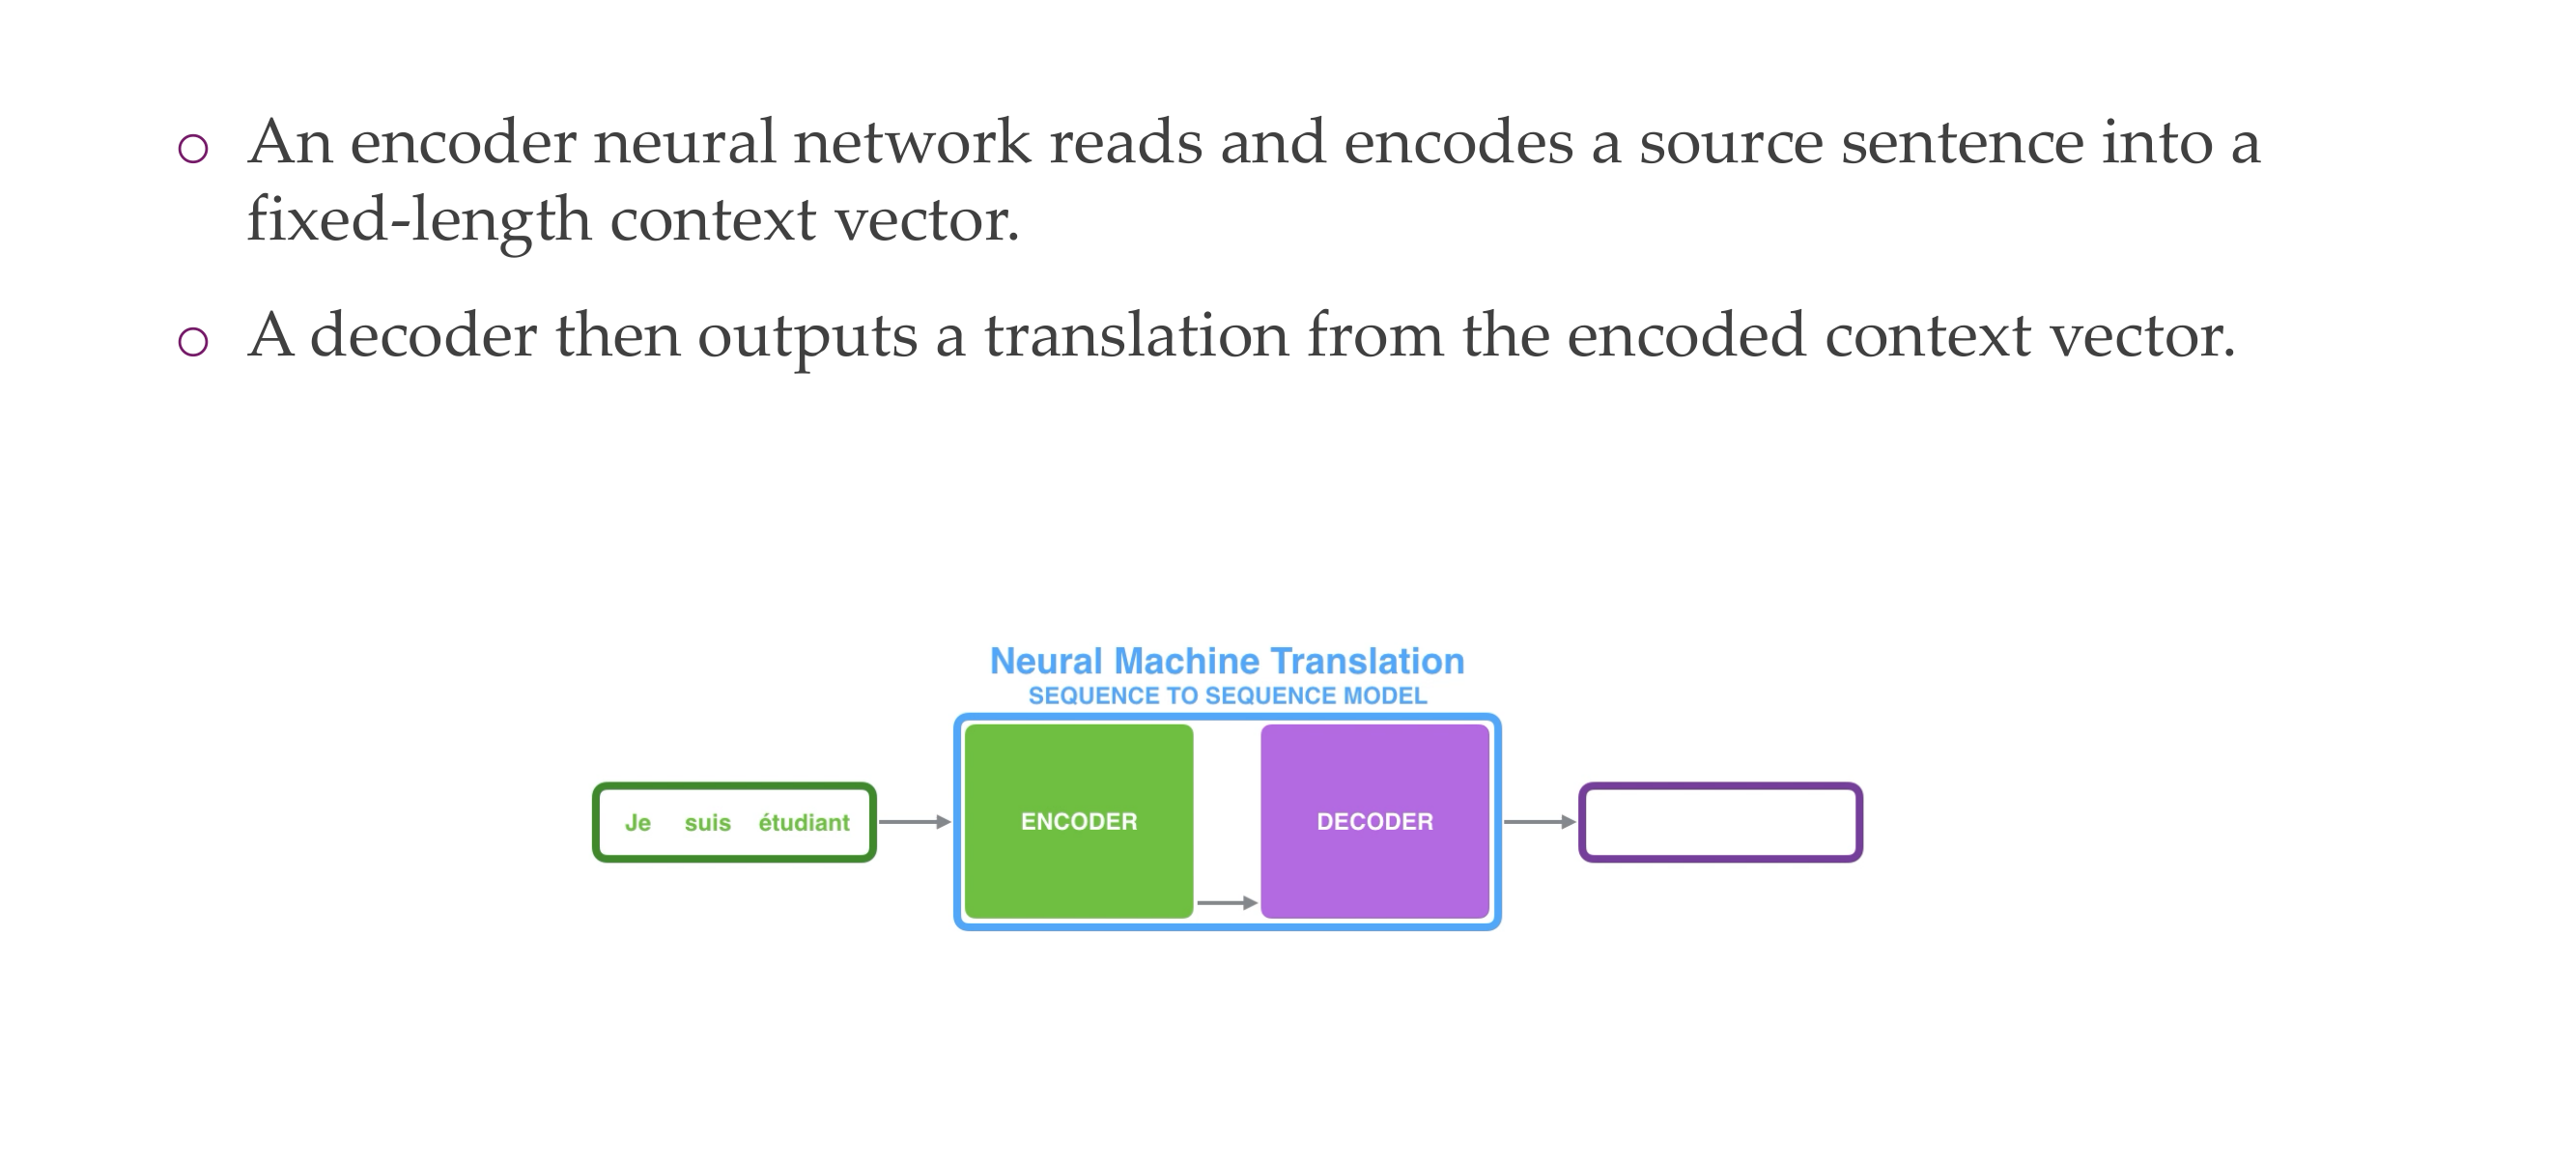 An encoder neural network reads and encodes a source sentence into a
fixed-length context vector.
A decoder then outputs a translation from the encoded context vector.
Neural Machine Translation
SEQUENCE TO SEQUENCE MODEL
Je suis étudiant
ENCODER
DECODER